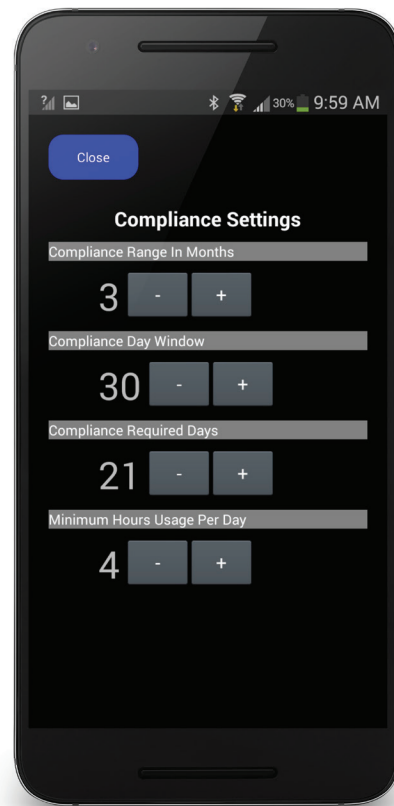 ? 30% 9:59 AM
Close
Compliance Settings
Compliance Range In Months
3 - +
Compliance Day Window
30 - +
Compliance Required Days
21 - +
Minimum Hours Usage Per Day
4 - +